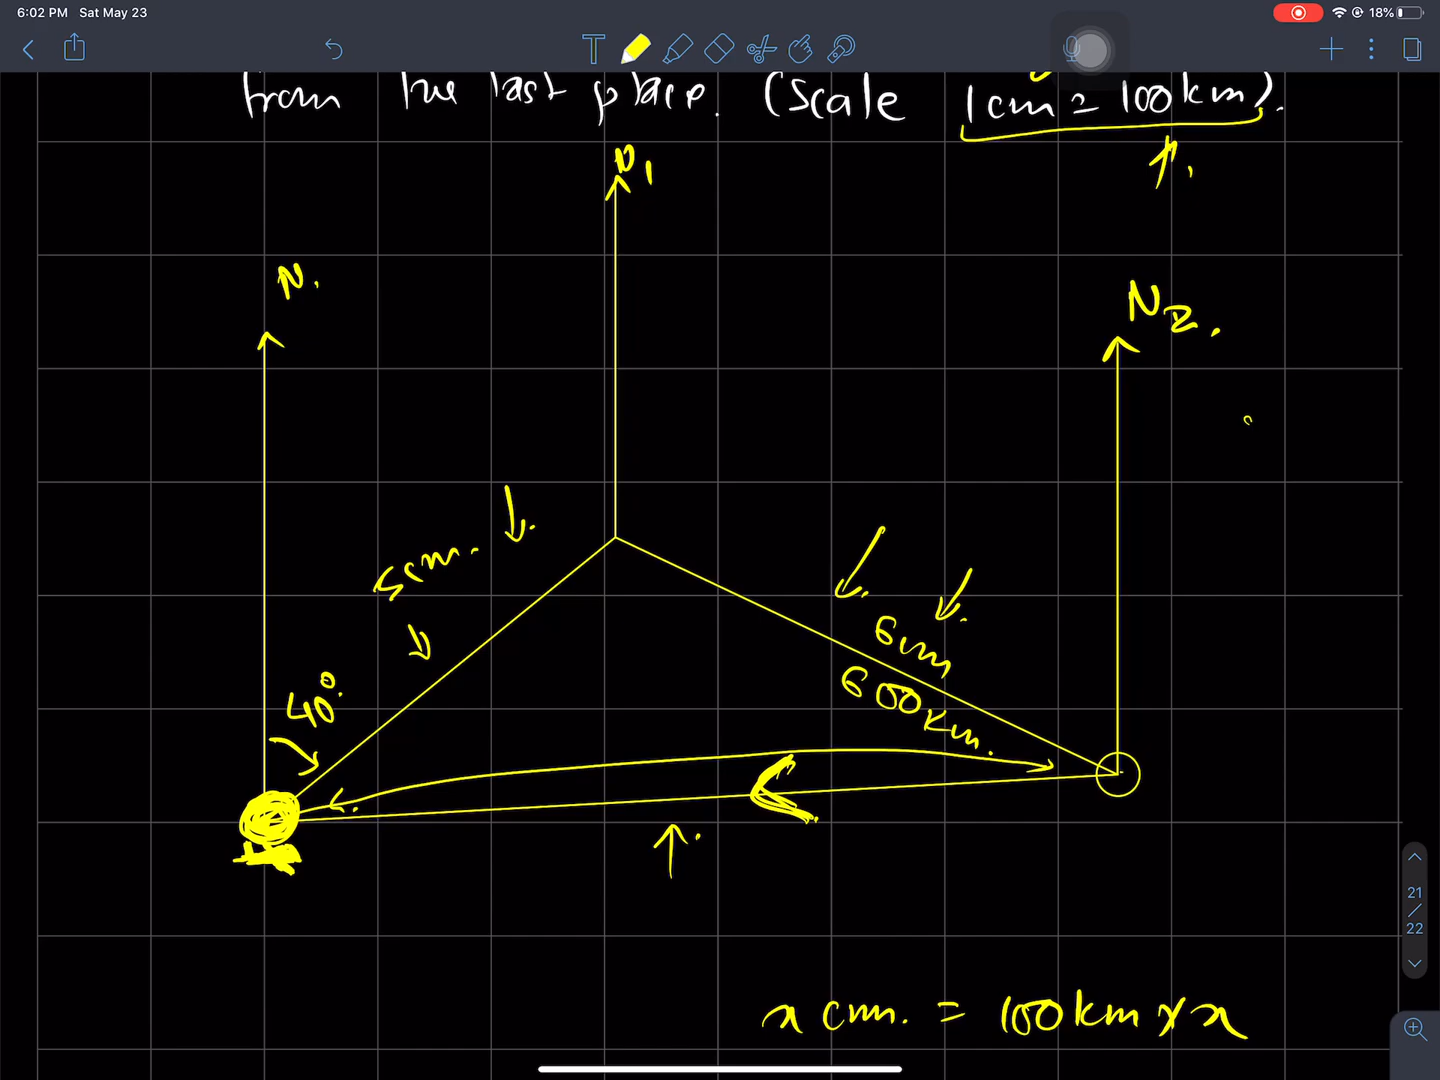 6:02 PM Sat May 23
18%
T
from the last place. (Scale 1cm = 100km).
N1
N.
N2.
5cm.
6cm
40°.
600km.
21
/
22
x cm. = 100km × x